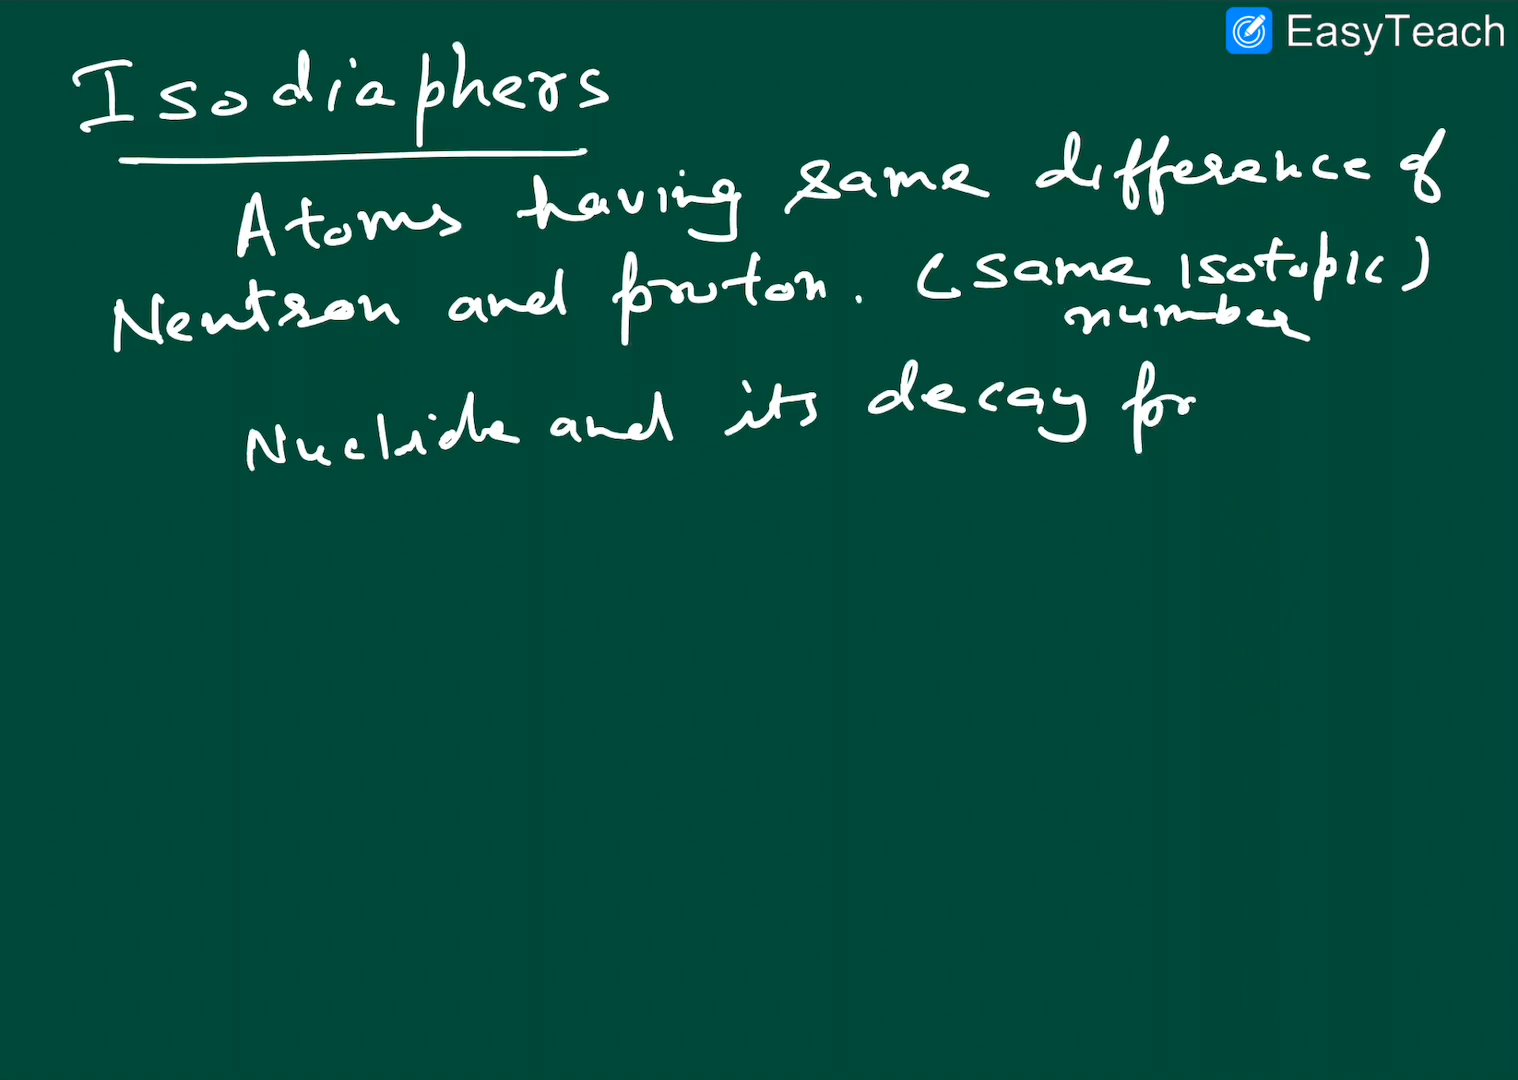 EasyTeach
Isodiaphers
Atoms having same difference of
Neutron and proton. (same isotopic)
number
Nuclide and its decay for